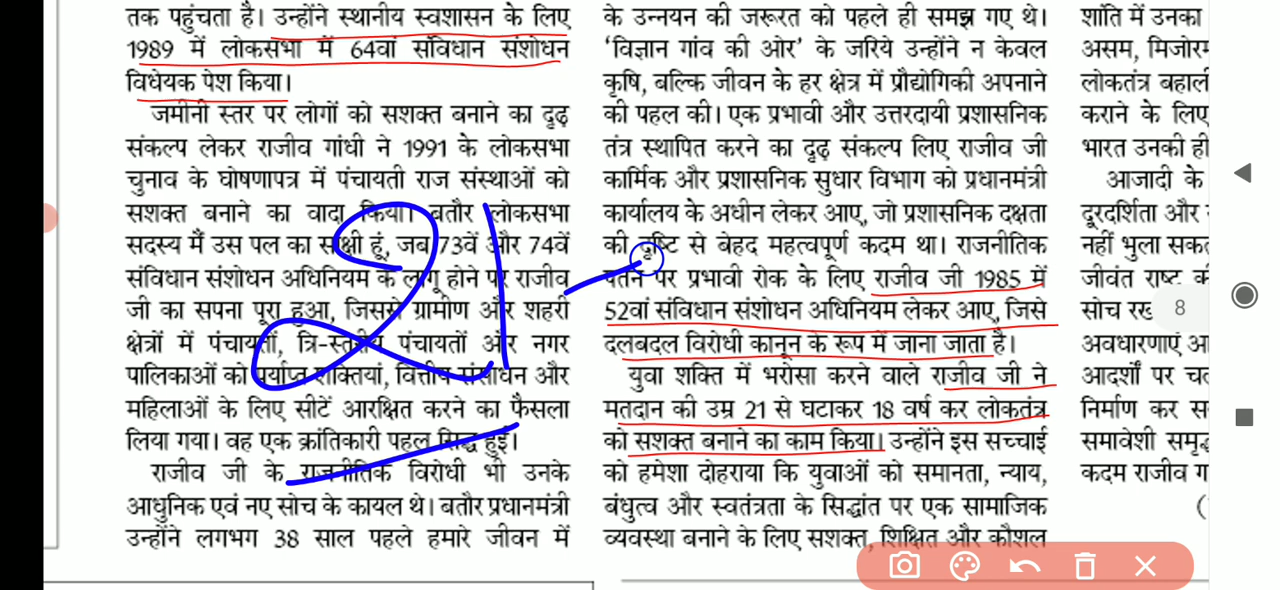 तक पहुंचता है। उन्होंने स्थानीय स्वशासन के लिए
1989 में लोकसभा में 64वां संविधान संशोधन
विधेयक पेश किया।
जमीनी स्तर पर लोगों को सशक्त बनाने का दृढ़
संकल्प लेकर राजीव गांधी ने 1991 के लोकसभा
चुनाव के घोषणापत्र में पंचायती राज संस्थाओं को
सशक्त बनाने का वादा किया। बतौर लोकसभा
सदस्य मैं उस पल का साक्षी हूं, जब 73वें और 74वें
संविधान संशोधन अधिनियम के लागू होने पर राजीव
जी का सपना पूरा हुआ, जिससे ग्रामीण और शहरी
क्षेत्रों में पंचायतों, त्रि-स्तरीय पंचायतों और नगर
पालिकाओं को पर्याप्त शक्तियां, वित्तीय संसाधन और
महिलाओं के लिए सीटें आरक्षित करने का फैसला
लिया गया। वह एक क्रांतिकारी पहल सिद्ध हुई।
राजीव जी के राजनीतिक विरोधी भी उनके
आधुनिक एवं नए सोच के कायल थे। बतौर प्रधानमंत्री
उन्होंने लगभग 38 साल पहले हमारे जीवन में
के उन्नयन की जरूरत को पहले ही समझ गए थे।
‘विज्ञान गांव की ओर’ के जरिये उन्होंने न केवल
कृषि, बल्कि जीवन के हर क्षेत्र में प्रौद्योगिकी अपनाने
की पहल की। एक प्रभावी और उत्तरदायी प्रशासनिक
तंत्र स्थापित करने का दृढ़ संकल्प लिए राजीव जी
कार्मिक और प्रशासनिक सुधार विभाग को प्रधानमंत्री
कार्यालय के अधीन लेकर आए, जो प्रशासनिक दक्षता
की दृष्टि से बेहद महत्वपूर्ण कदम था। राजनीतिक
पतन पर प्रभावी रोक के लिए राजीव जी 1985 में
52वां संविधान संशोधन अधिनियम लेकर आए, जिसे
दलबदल विरोधी कानून के रूप में जाना जाता है।
युवा शक्ति में भरोसा करने वाले राजीव जी ने
मतदान की उम्र 21 से घटाकर 18 वर्ष कर लोकतंत्र
को सशक्त बनाने का काम किया। उन्होंने इस सच्चाई
को हमेशा दोहराया कि युवाओं को समानता, न्याय,
बंधुत्व और स्वतंत्रता के सिद्धांत पर एक सामाजिक
व्यवस्था बनाने के लिए सशक्त, शिक्षित और कौशल
शांति में उनका
असम, मिजोरम
लोकतंत्र बहाली
कराने के लिए
भारत उनकी ही
आजादी के
दूरदर्शिता और
नहीं भुला सकत
जीवंत राष्ट्र की
सोच रख
अवधारणाएं आ
आदर्शों पर चल
निर्माण कर स
समावेशी समृद्ध
कदम राजीव ग
(
21
8